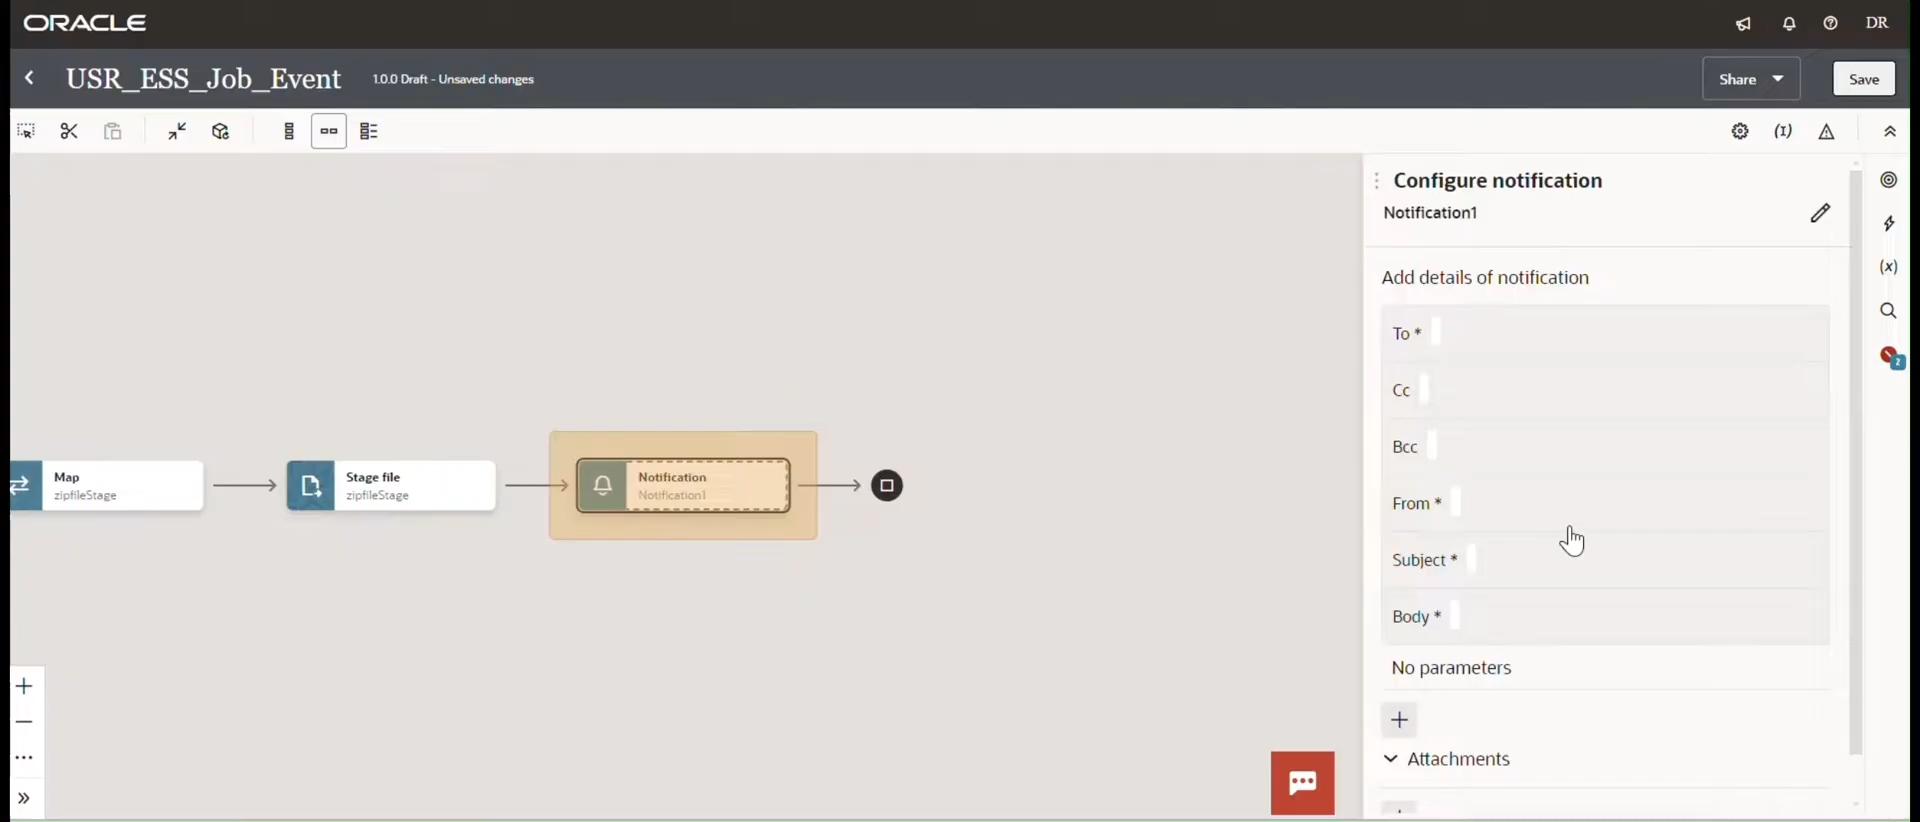 ORACLE
DR
USR_ESS_Job_Event
1.0.0 Draft - Unsaved changes
Share
Save
(I)
Configure notification
Notification1
(x)
Add details of notification
To *
Cc
2
Bcc
From *
Subject *
Body *
No parameters
Attachments
Map
zipfileStage
Stage file
zipfileStage
Notification
Notification1